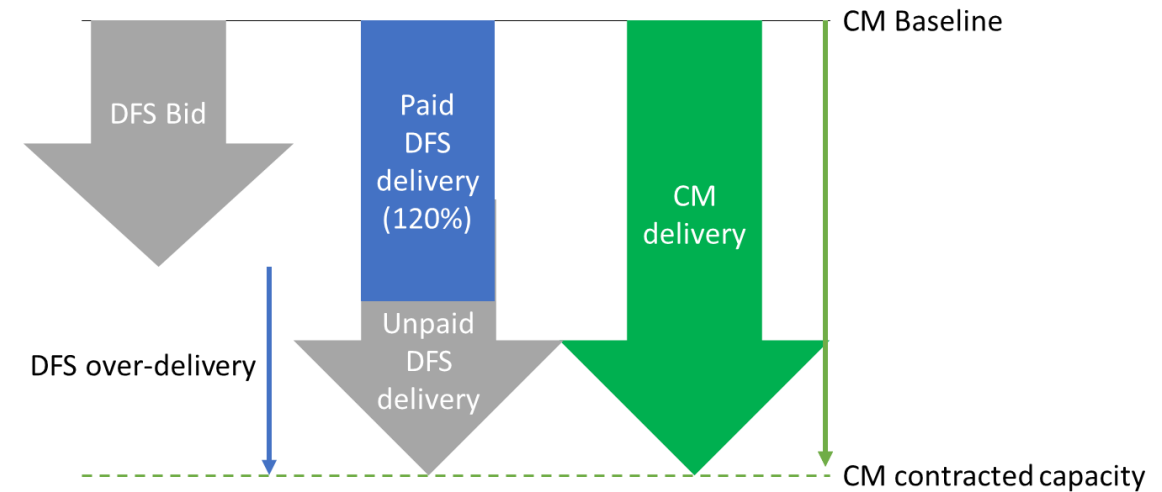 CM Baseline
DFS Bid
Paid
DFS
delivery
(120%)
CM
delivery
Unpaid
DFS
delivery
DFS over-delivery
CM contracted capacity